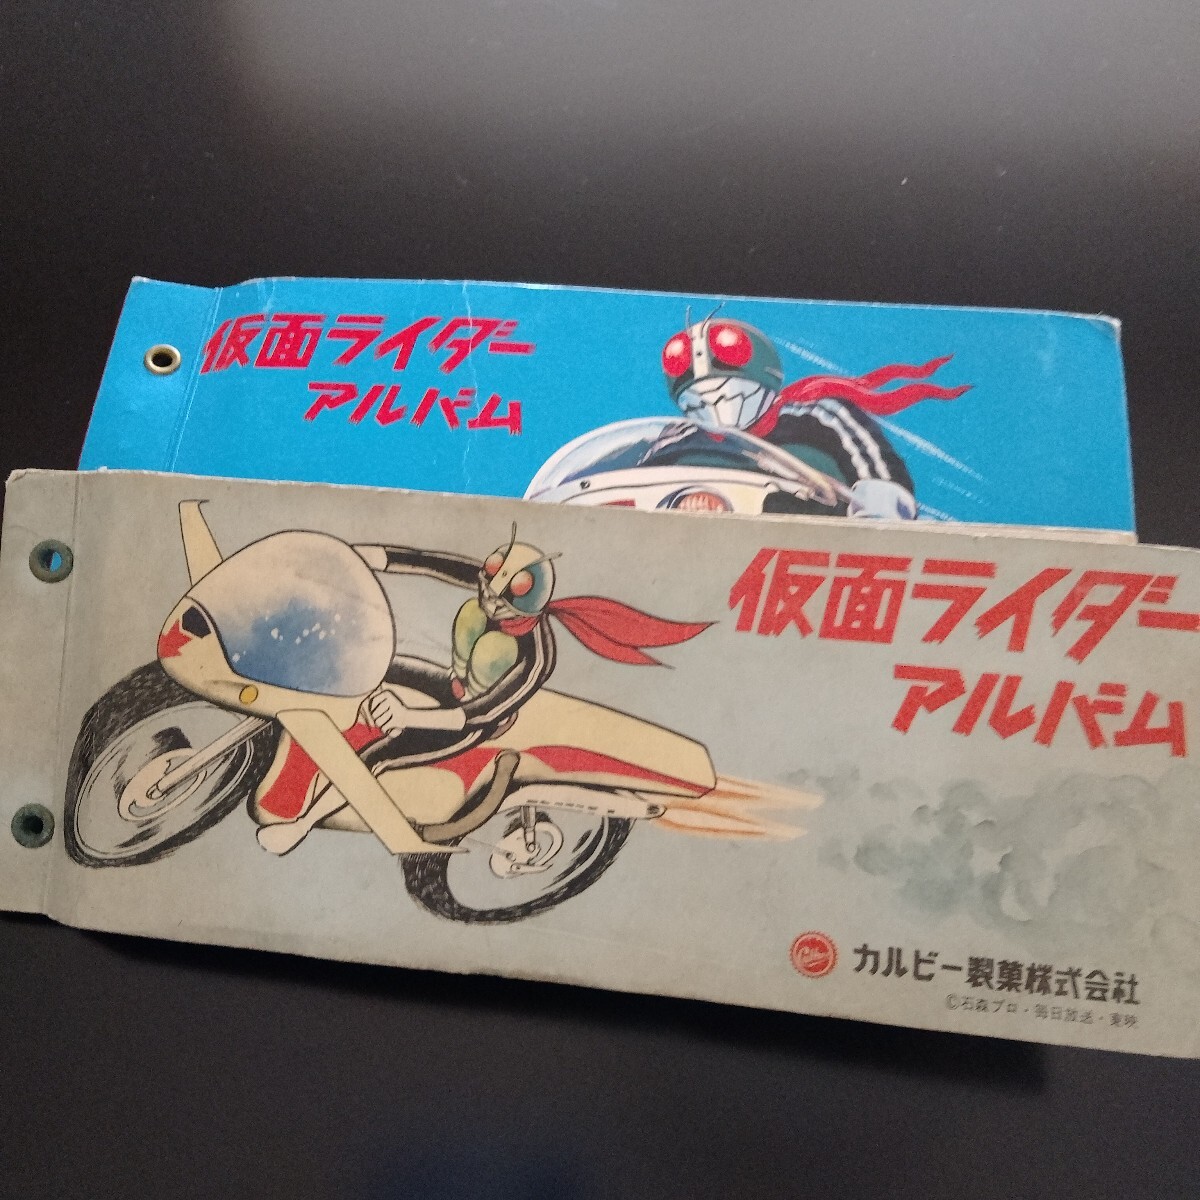 仮面ライダー
アルバム
仮面ライダー
アルバム
Calbee
カルビー製菓株式会社
©石森プロ・毎日放送・東映